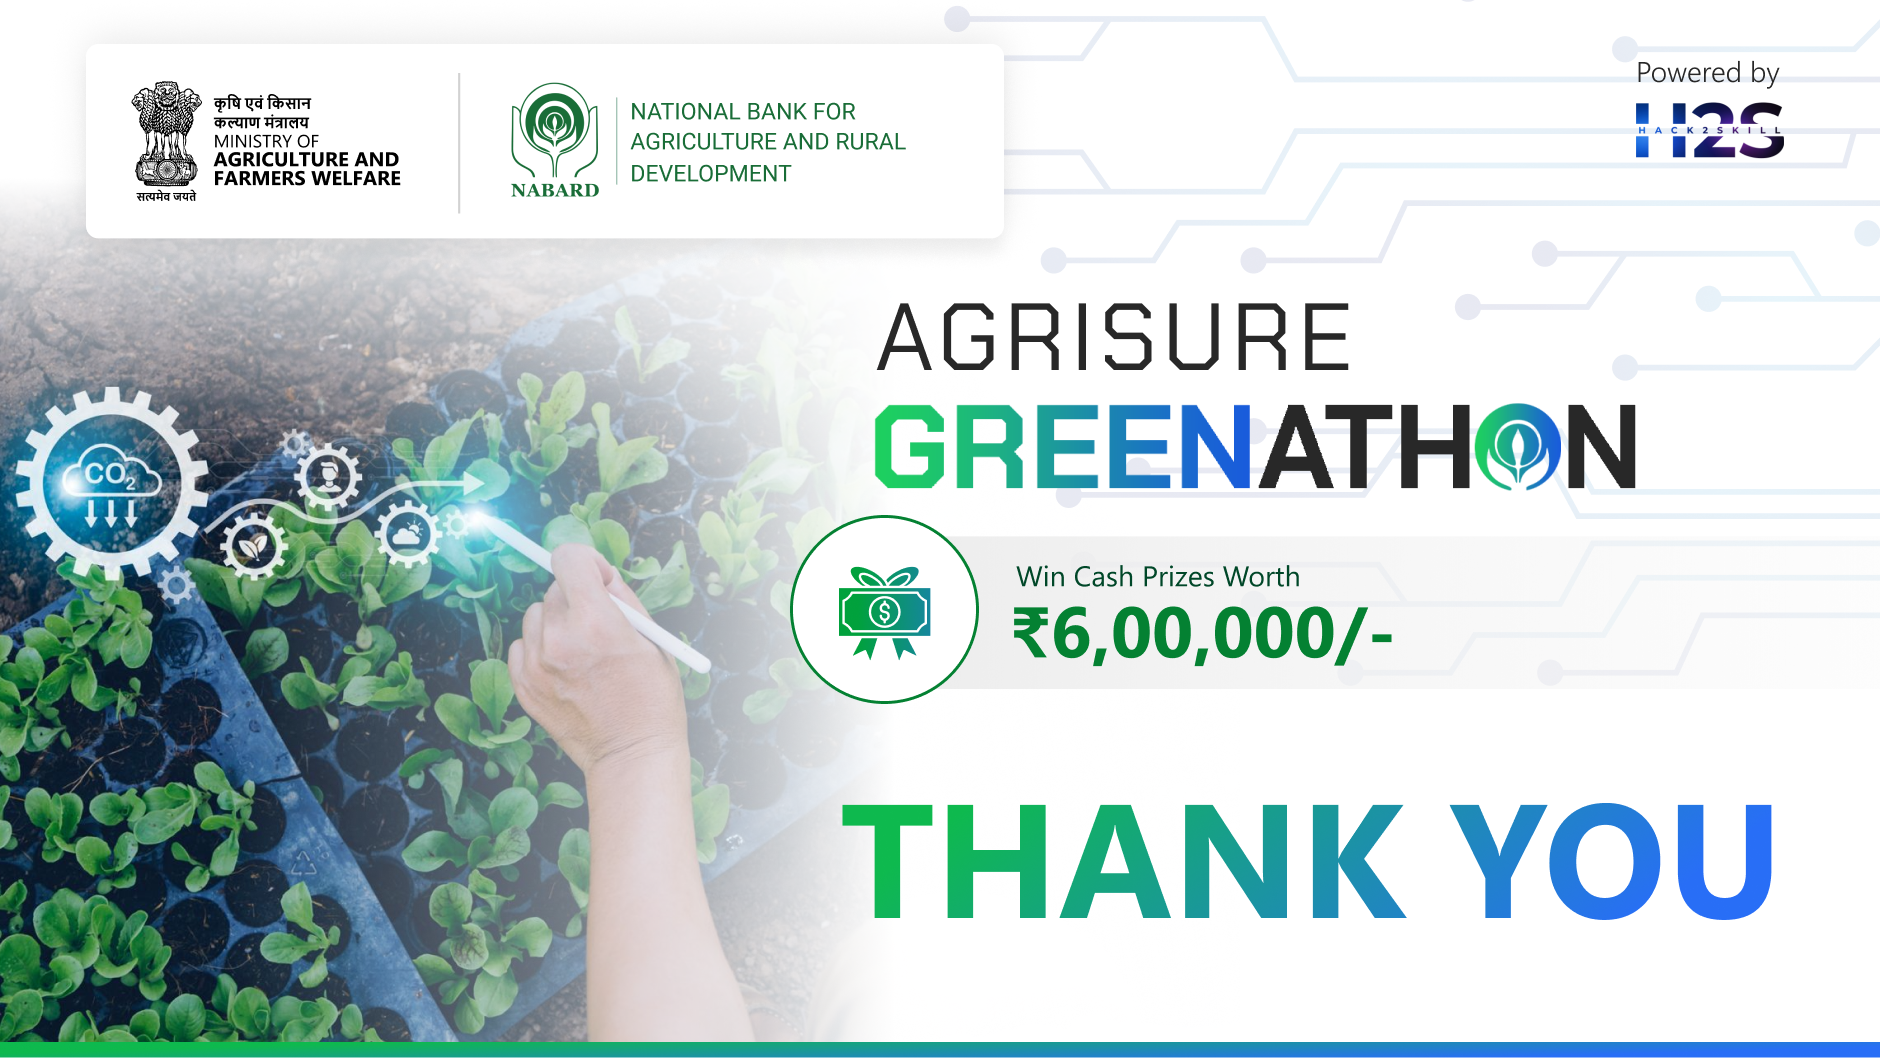 कृषि एवं किसान
कल्याण मंत्रालय
MINISTRY OF
AGRICULTURE AND
FARMERS WELFARE
सत्यमेव जयते
NABARD
NATIONAL BANK FOR
AGRICULTURE AND RURAL
DEVELOPMENT
Powered by
H2S
HACK2SKILL
AGRISURE
GREENATHON
CO2
Win Cash Prizes Worth
₹6,00,000/-
$
THANK YOU